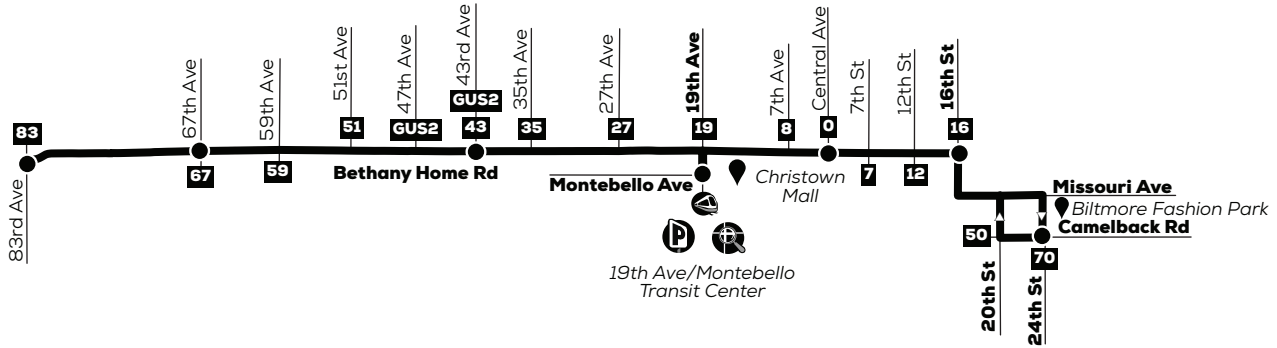 83
83rd Ave
67th Ave
67
59th Ave
59
51st Ave
51
47th Ave
GUS2
43rd Ave
GUS2
43
Bethany Home Rd
35th Ave
35
27th Ave
27
19th Ave
19
Montebello Ave
P
19th Ave/Montebello
Transit Center
Christown
Mall
7th Ave
8
Central Ave
0
7th St
7
12th St
12
16th St
16
Missouri Ave
Biltmore Fashion Park
Camelback Rd
50
70
20th St
24th St